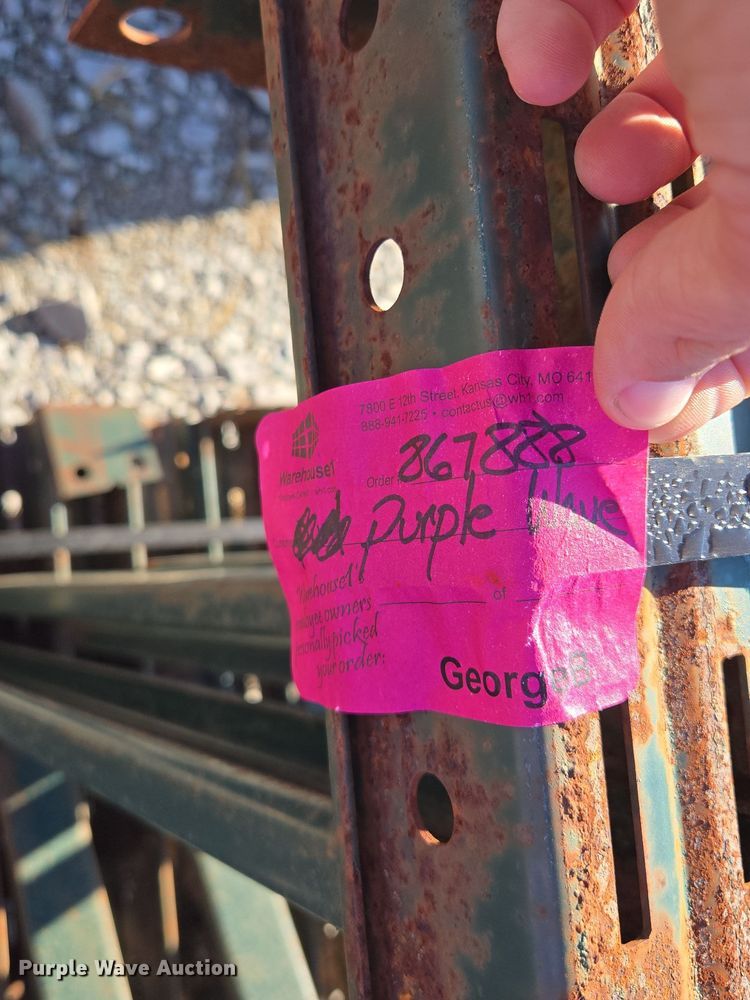 7800 E 12th Street, Kansas City, MO 641
888-941-7225 • contactus@wh1.com
Warehouse1
Order 867888
Purple Wave
of
Warehouse1's
owners
personally picked
your order:
GeorgeB
Purple Wave Auction